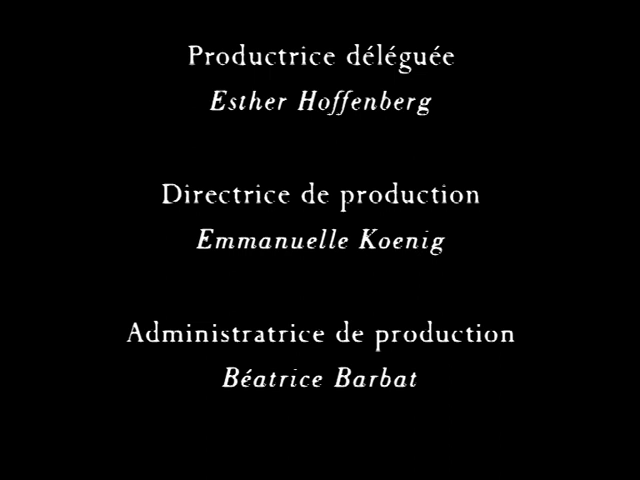 Productrice déléguée
Esther Hoffenberg
Directrice de production
Emmanuelle Koenig
Administratrice de production
Béatrice Barbat